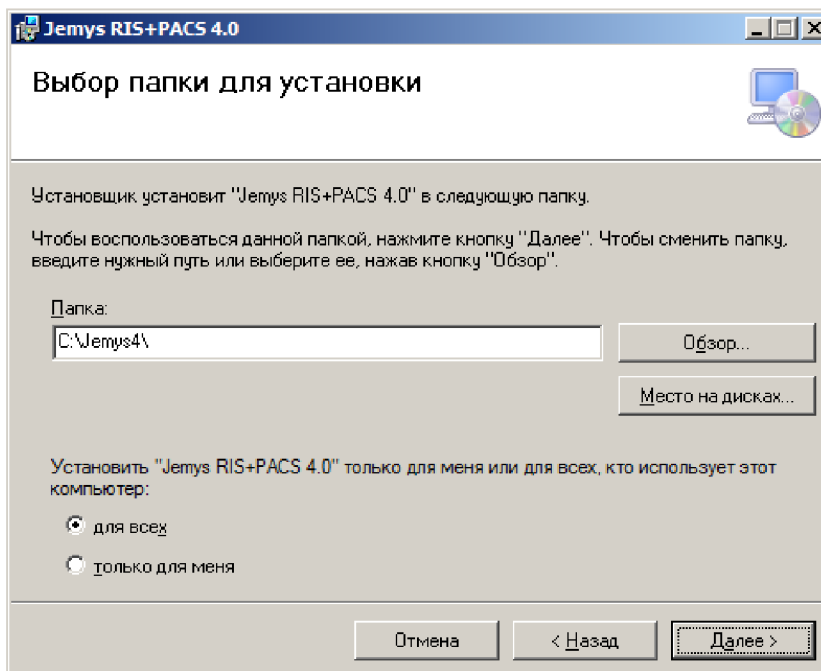 Jemys RIS+PACS 4.0
Выбор папки для установки
Установщик установит "Jemys RIS+PACS 4.0" в следующую папку.
Чтобы воспользоваться данной папкой, нажмите кнопку "Далее". Чтобы сменить папку,
введите нужный путь или выберите ее, нажав кнопку "Обзор".
Папка:
C:\Jemys4\
Обзор...
Место на дисках...
Установить "Jemys RIS+PACS 4.0" только для меня или для всех, кто использует этот
компьютер:
для всех
только для меня
Отмена
< Назад
Далее >